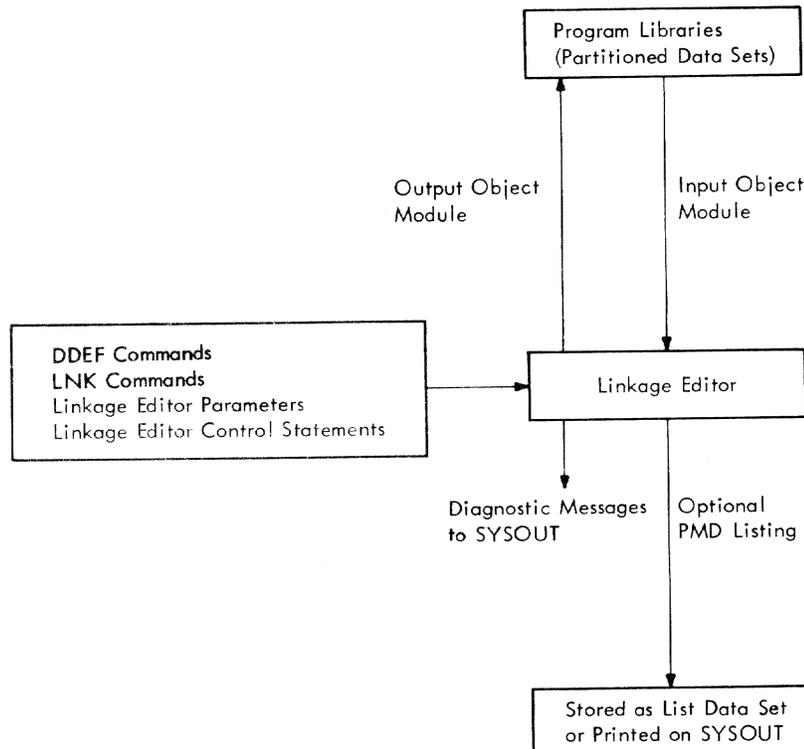 Program Libraries
(Partitioned Data Sets)
Output Object
Module
Input Object
Module
DDEF Commands
LNK Commands
Linkage Editor Parameters
Linkage Editor Control Statements
Linkage Editor
Diagnostic Messages
to SYSOUT
Optional
PMD Listing
Stored as List Data Set
or Printed on SYSOUT